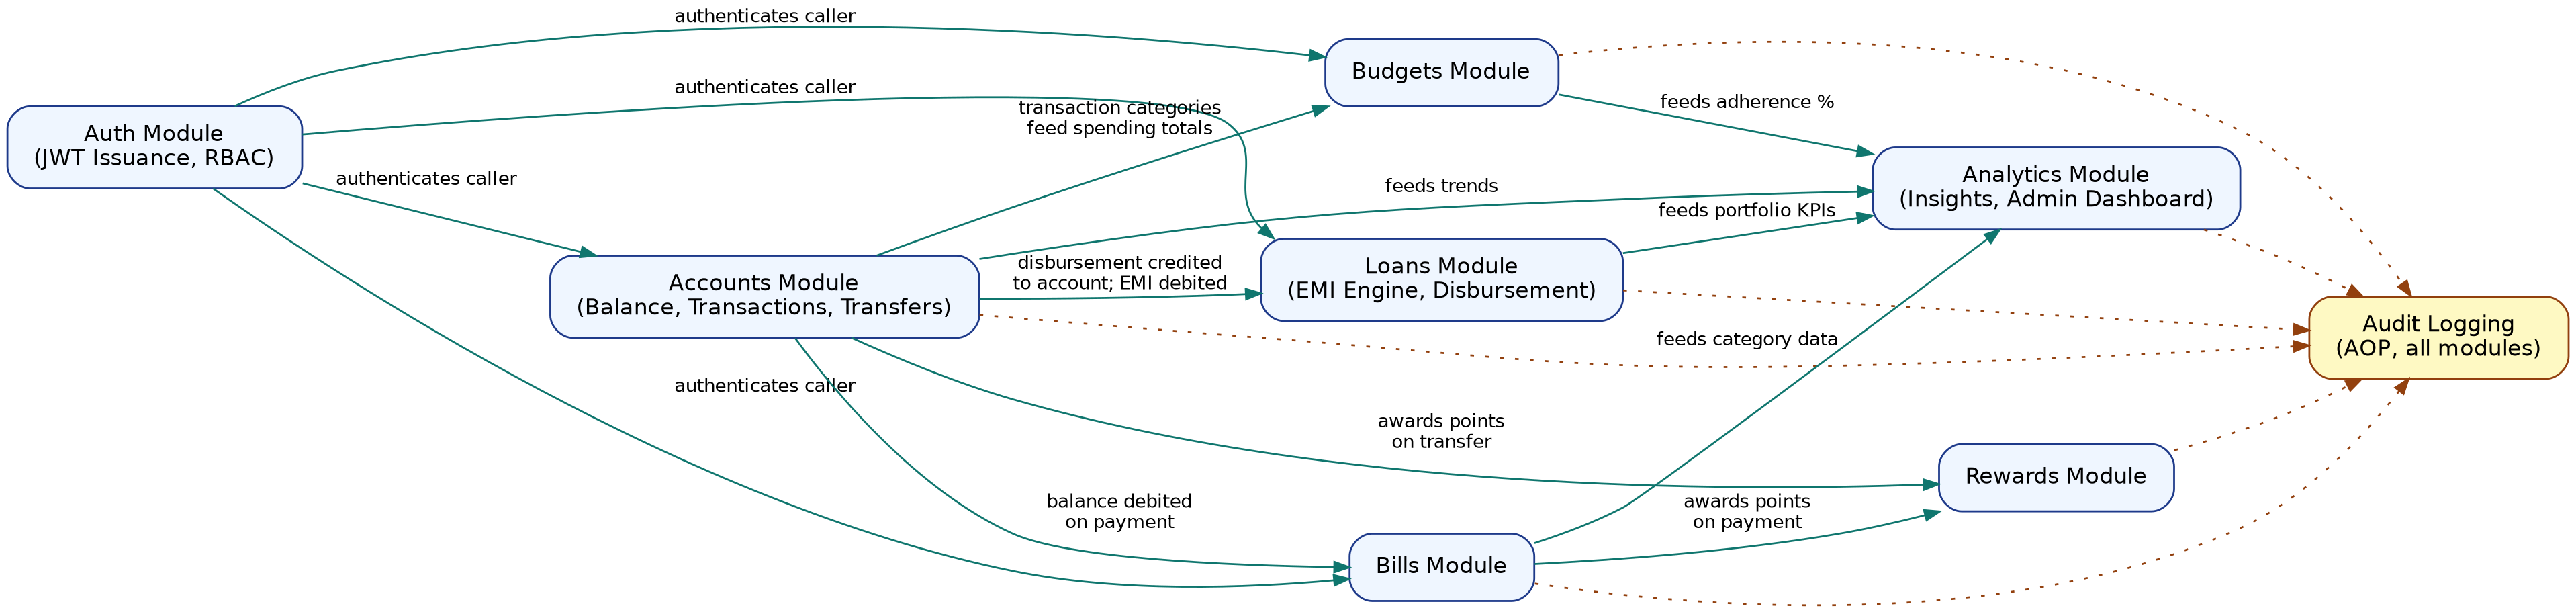 authenticates caller
Budgets Module
authenticates caller
transaction categories
feed spending totals
feeds adherence %
Auth Module
(JWT Issuance, RBAC)
authenticates caller
feeds trends
Analytics Module
(Insights, Admin Dashboard)
feeds portfolio KPIs
Accounts Module
(Balance, Transactions, Transfers)
disbursement credited
to account; EMI debited
Loans Module
(EMI Engine, Disbursement)
feeds category data
Audit Logging
(AOP, all modules)
authenticates caller
awards points
on transfer
Rewards Module
balance debited
on payment
awards points
on payment
Bills Module